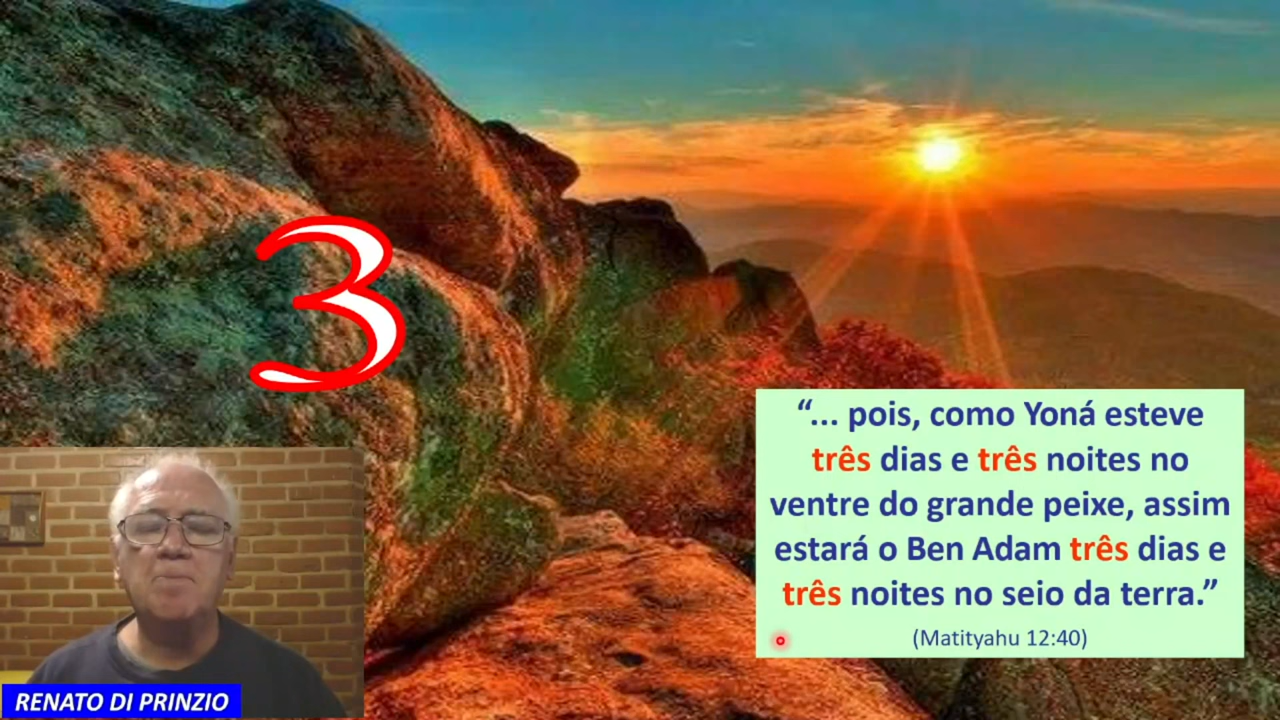 3
“... pois, como Yoná esteve
três dias e três noites no
ventre do grande peixe, assim
estará o Ben Adam três dias e
três noites no seio da terra.”
(Matityahu 12:40)
RENATO DI PRINZIO